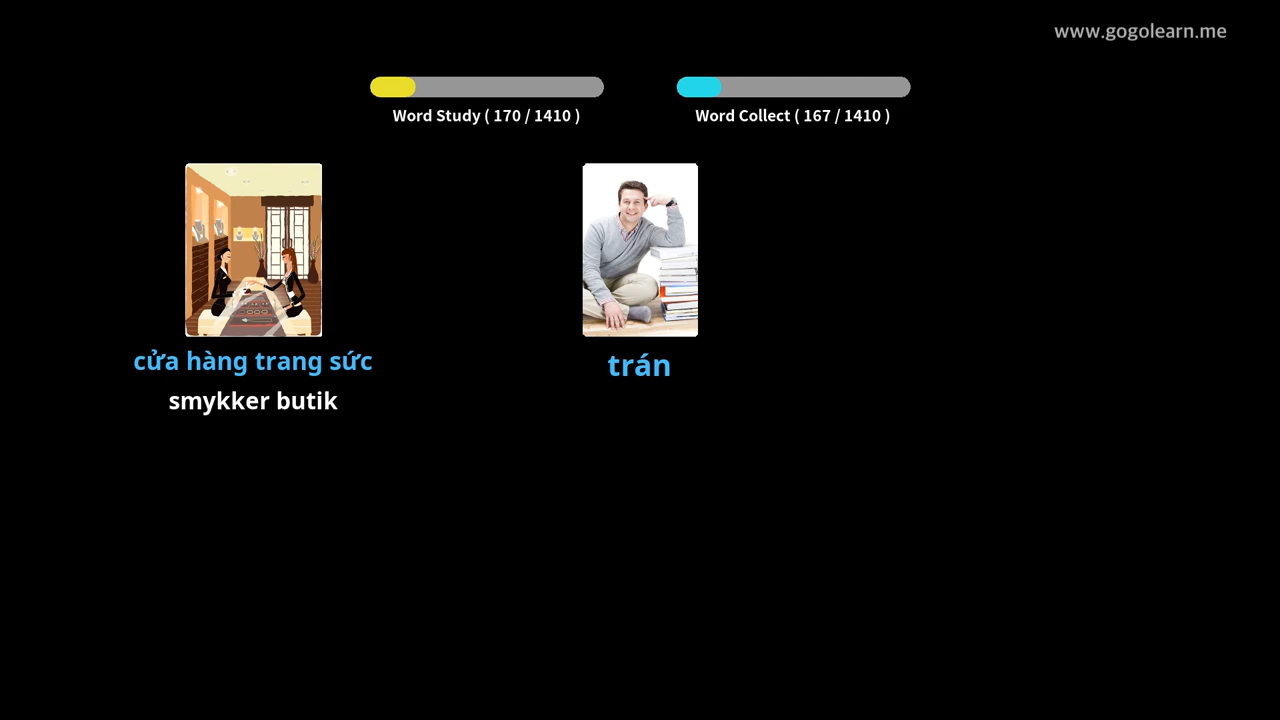 www.gogolearn.me
Word Study ( 170 / 1410 )
Word Collect ( 167 / 1410 )
cửa hàng trang sức
smykker butik
trán